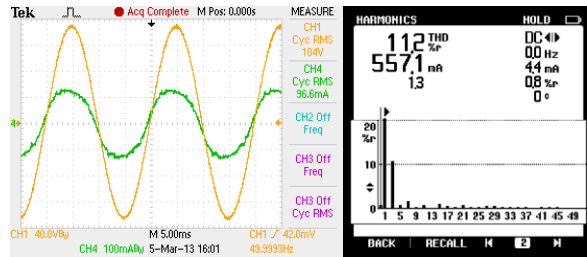 Tek Acq Complete M Pos: 0.000s MEASURE
CH1
Cyc RMS
104V
CH4
Cyc RMS
96.6mA
CH2 Off
Freq
CH3 Off
Freq
CH3 Off
Cyc RMS
4
CH1 40.0VBW M 5.00ms CH1 42.0mV
CH4 100mABW 5-Mar-13 16:01 49.9993Hz
HARMONICS HOLD
11,2 THD %r DC
557,1 mA 0,0 Hz
1,3 4,4 mA
0,8 %r
0 °
20
%r
10
1 5 9 13 17 21 25 29 33 37 41 45 49
BACK RECALL 2